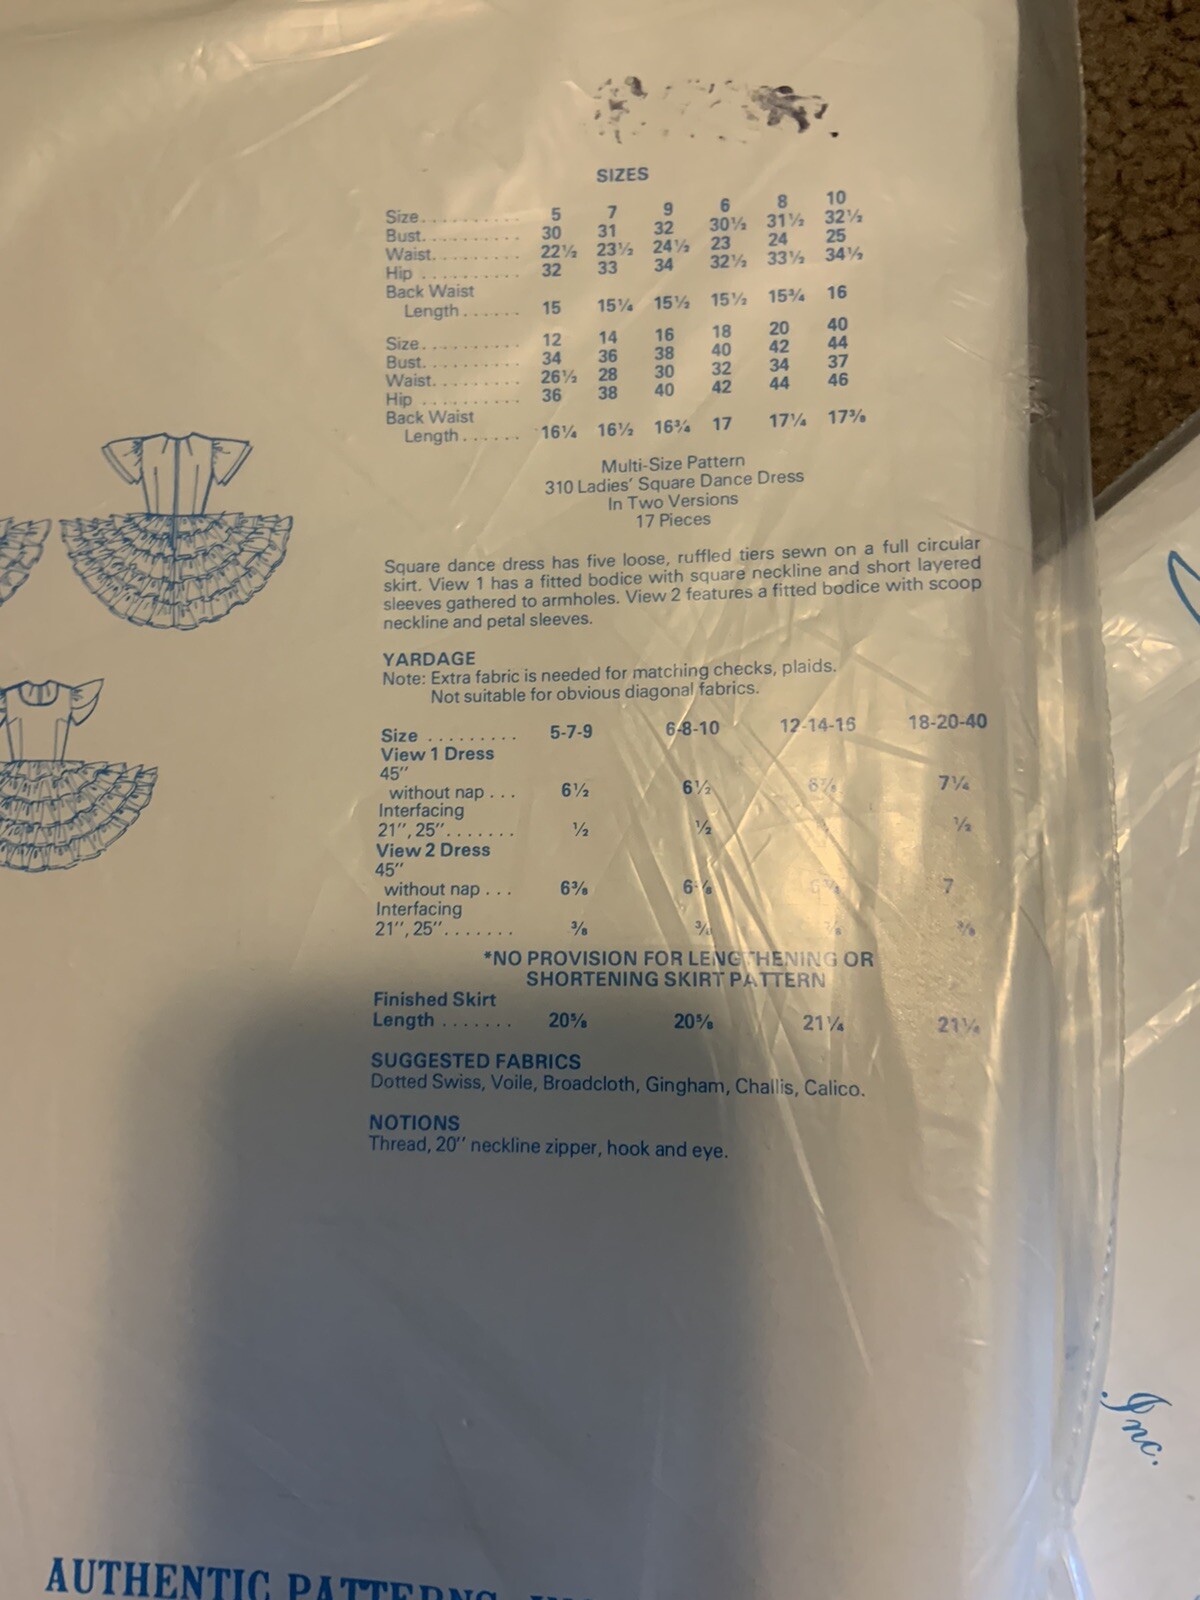 SIZES
Size.......... 5 7 9 6 8 10
Bust.......... 30 31 32 30½ 31½ 32½
Waist......... 22½ 23½ 24½ 23 24 25
Hip .......... 32 33 34 32½ 33½ 34½
Back Waist
Length...... 15 15¼ 15½ 15½ 15¾ 16
Size.......... 12 14 16 18 20 40
Bust.......... 34 36 38 40 42 44
Waist......... 26½ 28 30 32 34 37
Hip .......... 36 38 40 42 44 46
Back Waist
Length...... 16¼ 16½ 16¾ 17 17¼ 17⅜
Multi-Size Pattern
310 Ladies' Square Dance Dress
In Two Versions
17 Pieces
Square dance dress has five loose, ruffled tiers sewn on a full circular
skirt. View 1 has a fitted bodice with square neckline and short layered
sleeves gathered to armholes. View 2 features a fitted bodice with scoop
neckline and petal sleeves.
YARDAGE
Note: Extra fabric is needed for matching checks, plaids.
Not suitable for obvious diagonal fabrics.
Size ......... 5-7-9 6-8-10 12-14-16 18-20-40
View 1 Dress
45"
without nap ... 6½ 6½ 7¼
Interfacing
21", 25"....... ½ ½ ½
View 2 Dress
45"
without nap ... 6⅜ 7
Interfacing
21", 25"....... ⅜ ⅜
*NO PROVISION FOR LENGTHENING OR
SHORTENING SKIRT PATTERN
Finished Skirt
Length ....... 20⅝ 20⅝ 21¼ 21¼
SUGGESTED FABRICS
Dotted Swiss, Voile, Broadcloth, Gingham, Challis, Calico.
NOTIONS
Thread, 20" neckline zipper, hook and eye.
AUTHENTIC PATTERNS,
Inc.